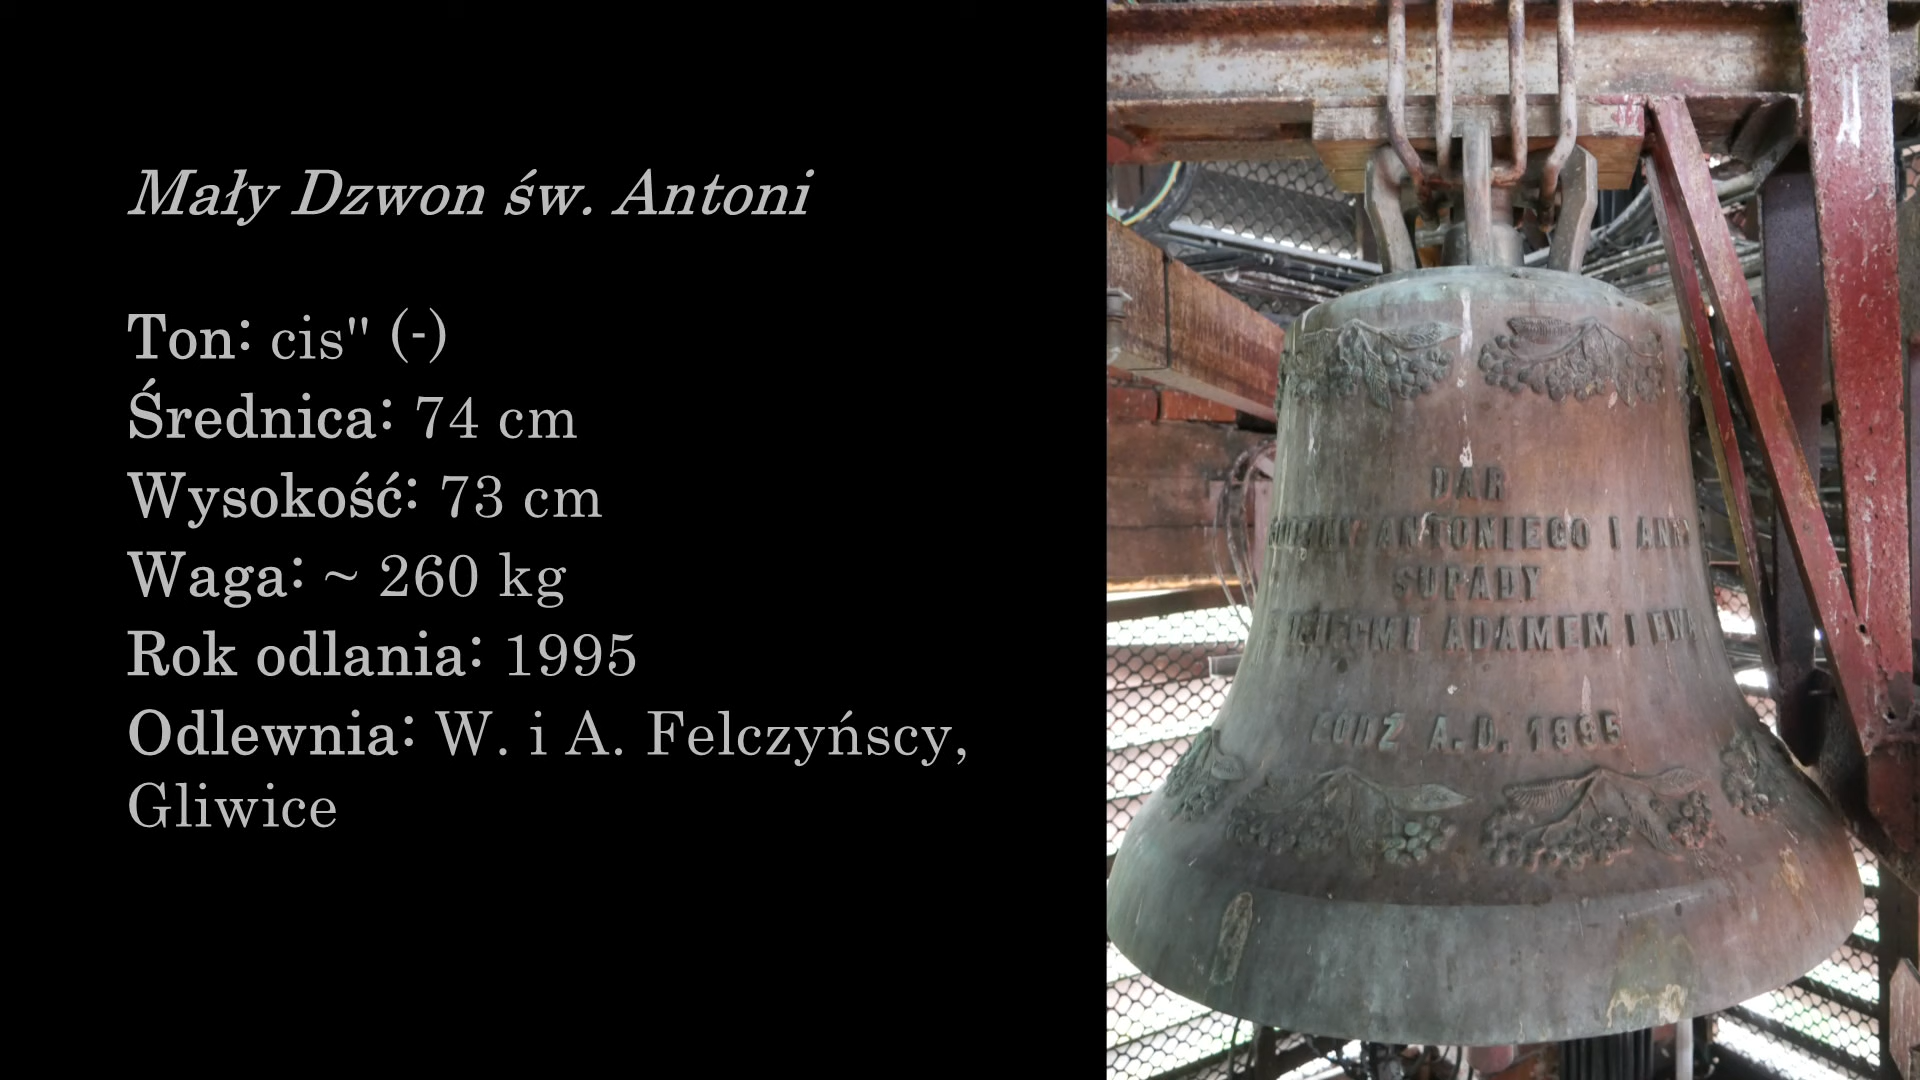 Mały Dzwon św. Antoni
Ton: cis" (-)
Średnica: 74 cm
Wysokość: 73 cm
Waga: ~ 260 kg
Rok odlania: 1995
Odlewnia: W. i A. Felczyńscy,
Gliwice
DAR
ANTONIEGO I
SUPADY
ADAMEM I
ŁÓDŹ A.D. 1995